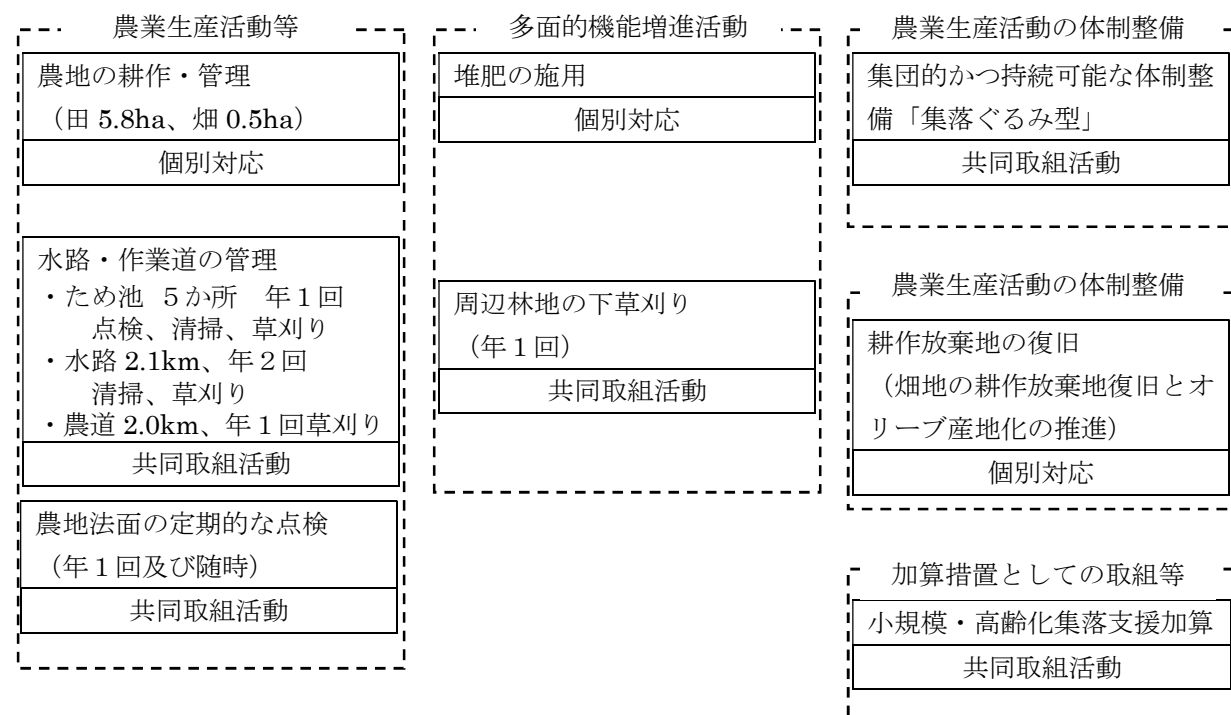 農業生産活動等
農地の耕作・管理
（田 5.8ha、畑 0.5ha）
個別対応
水路・作業道の管理
・ため池 ５か所 年１回
点検、清掃、草刈り
・水路 2.1km、年２回
清掃、草刈り
・農道 2.0km、年１回草刈り
共同取組活動
農地法面の定期的な点検
（年１回及び随時）
共同取組活動
多面的機能増進活動
堆肥の施用
個別対応
周辺林地の下草刈り
（年１回）
共同取組活動
農業生産活動の体制整備
集団的かつ持続可能な体制整
備「集落ぐるみ型」
共同取組活動
農業生産活動の体制整備
耕作放棄地の復旧
（畑地の耕作放棄地復旧とオ
リーブ産地化の推進）
個別対応
加算措置としての取組等
小規模・高齢化集落支援加算
共同取組活動